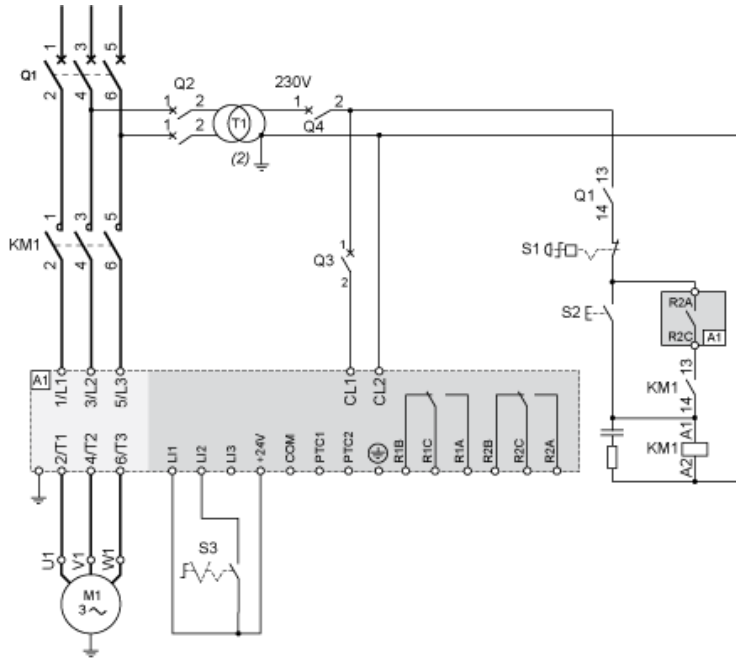 1 3 5
Q1
2 4 6
Q2
1 2
1 2
T1
(2)
230V
1 2
Q4
1 3 5
KM1
2 4 6
1
Q3
2
13
Q1
14
S1
S2
R2A
R2C A1
13
KM1
14
A1
KM1
A2
A1
1/L1 3/L2 5/L3 CL1 CL2
2/T1 4/T2 6/T3 LI1 LI2 LI3 +24V COM PTC1 PTC2 R1B R1C R1A R2B R2C R2A
S3
U1 V1 W1
M1
3~